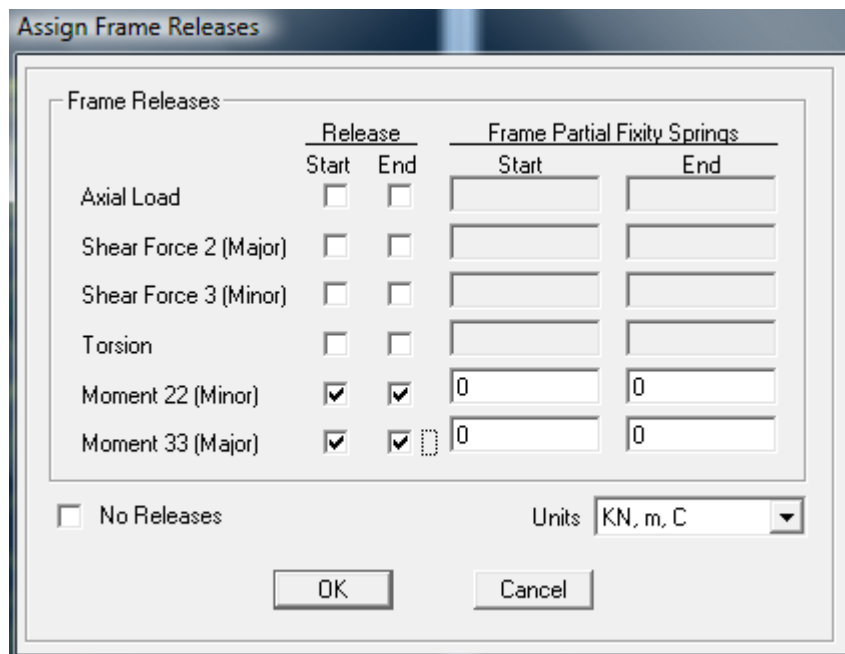 Assign Frame Releases
Frame Releases
Release Frame Partial Fixity Springs
Start End Start End
Axial Load
Shear Force 2 (Major)
Shear Force 3 (Minor)
Torsion
Moment 22 (Minor) 0 0
Moment 33 (Major) 0 0
No Releases Units KN, m, C
OK Cancel